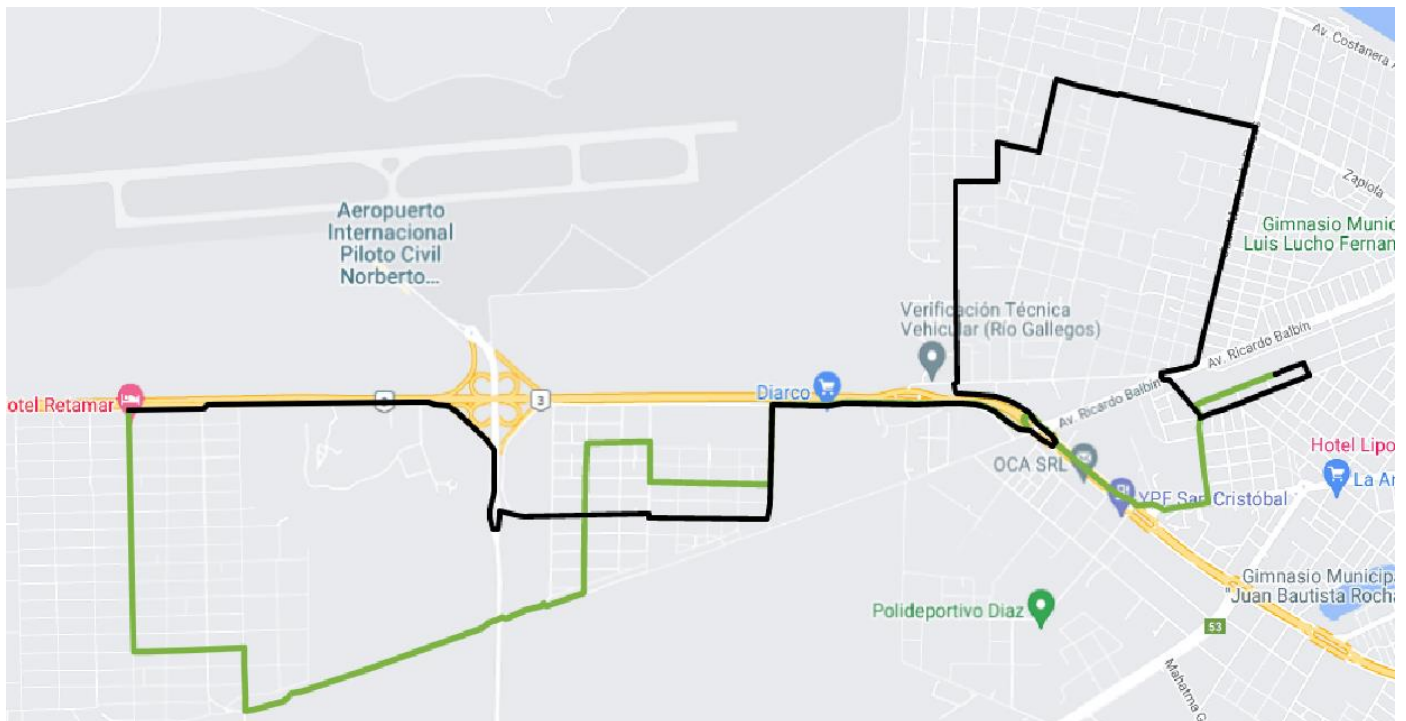 Av. Costanera
Zapiola
Aeropuerto
Internacional
Piloto Civil
Norberto...
Gimnasio Munic
Luis Lucho Fernan
Verificación Técnica
Vehicular (Río Gallegos)
Av. Ricardo Balbín
otel Retamar
3
Diarco
Av. Ricardo Balbín
Hotel Lipo
OCA SRL
La An
YPF San Cristóbal
Gimnasio Municipa
"Juan Bautista Rocha
Polideportivo Diaz
53
Mahatma G